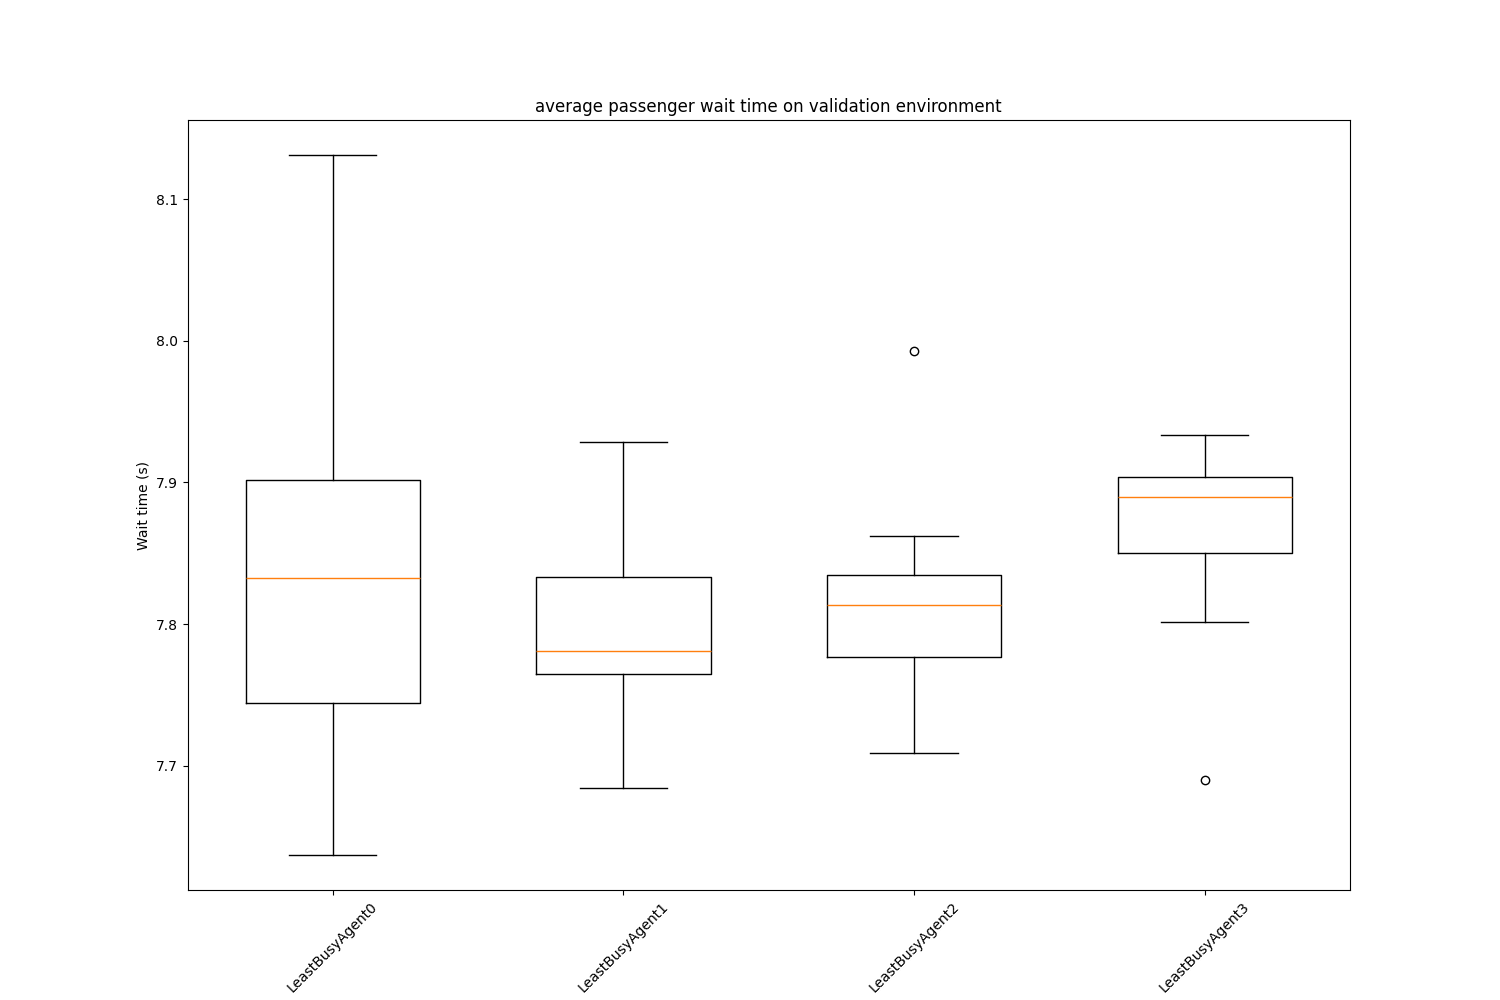 average passenger wait time on validation environment
8.1
8.0
7.9
7.8
7.7
Wait time (s)
LeastBusyAgent0
LeastBusyAgent1
LeastBusyAgent2
LeastBusyAgent3